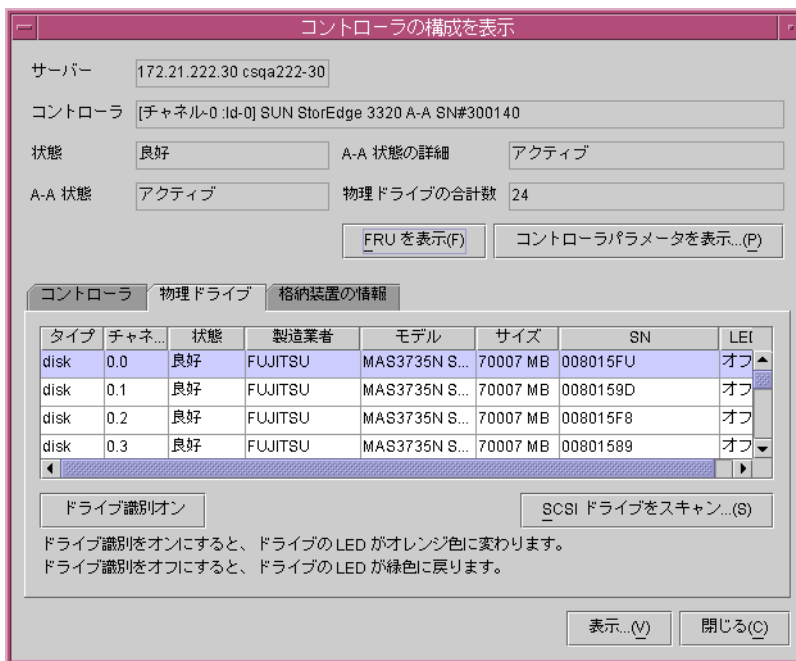 コントローラの構成を表示
サーバー 172.21.222.30 csqa222-30
コントローラ [チャネル-0 :Id-0] SUN StorEdge 3320 A-A SN#300140
状態 良好 A-A 状態の詳細 アクティブ
A-A 状態 アクティブ 物理ドライブの合計数 24
FRU を表示(F) コントローラパラメータを表示...(P)
コントローラ 物理ドライブ 格納装置の情報
タイプ チャネ... 状態 製造業者 モデル サイズ SN LE
disk 0.0 良好 FUJITSU MAS3735N S... 70007 MB 008015FU オフ
disk 0.1 良好 FUJITSU MAS3735N S... 70007 MB 0080159D オフ
disk 0.2 良好 FUJITSU MAS3735N S... 70007 MB 008015F8 オフ
disk 0.3 良好 FUJITSU MAS3735N S... 70007 MB 00801589 オフ
ドライブ識別オン SCSI ドライブをスキャン...(S)
ドライブ識別をオンにすると、ドライブの LED がオレンジ色に変わります。
ドライブ識別をオフにすると、ドライブの LED が緑色に戻ります。
表示...(V) 閉じる(C)